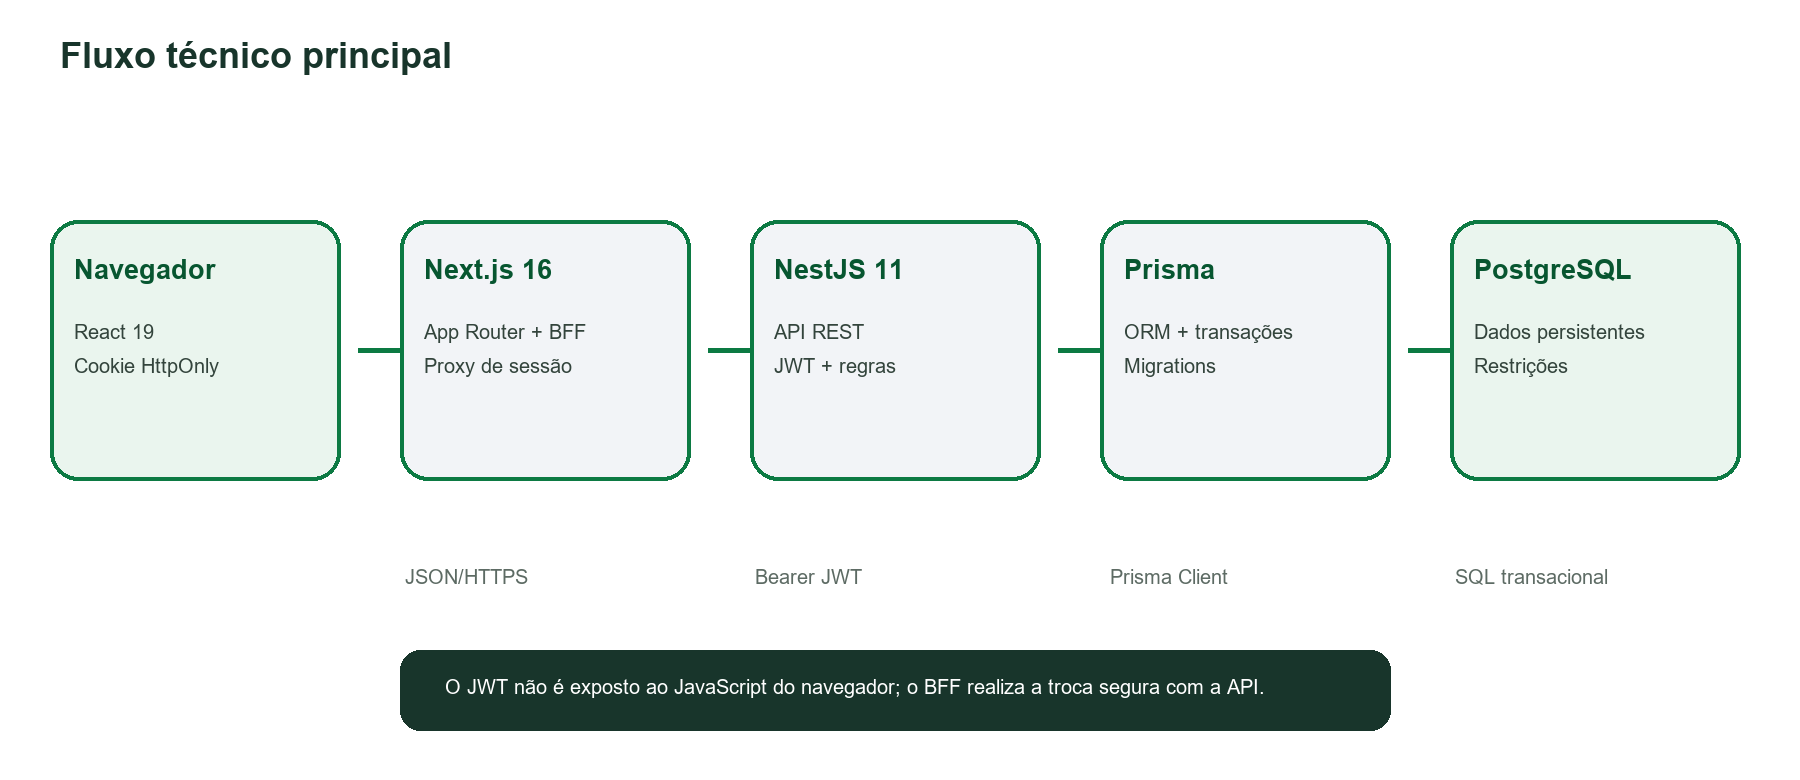 Fluxo técnico principal
Navegador
React 19
Cookie HttpOnly
Next.js 16
App Router + BFF
Proxy de sessão
NestJS 11
API REST
JWT + regras
Prisma
ORM + transações
Migrations
PostgreSQL
Dados persistentes
Restrições
JSON/HTTPS
Bearer JWT
Prisma Client
SQL transacional
O JWT não é exposto ao JavaScript do navegador; o BFF realiza a troca segura com a API.